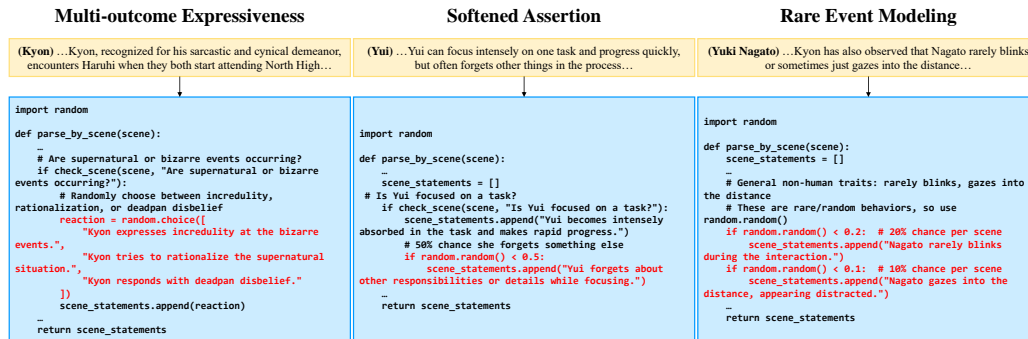 Multi-outcome Expressiveness
(Kyon) …Kyon, recognized for his sarcastic and cynical demeanor,
encounters Haruhi when they both start attending North High…
import random
def parse_by_scene(scene):
…
# Are supernatural or bizarre events occurring?
if check_scene(scene, "Are supernatural or bizarre
events occurring?"):
# Randomly choose between incredulity,
rationalization, or deadpan disbelief
reaction = random.choice([
"Kyon expresses incredulity at the bizarre
events.",
"Kyon tries to rationalize the supernatural
situation.",
"Kyon responds with deadpan disbelief."
])
scene_statements.append(reaction)
…
return scene_statements
Softened Assertion
(Yui) …Yui can focus intensely on one task and progress quickly,
but often forgets other things in the process…
import random
def parse_by_scene(scene):
…
scene_statements = []
# Is Yui focused on a task?
if check_scene(scene, "Is Yui focused on a task?"):
scene_statements.append("Yui becomes intensely
absorbed in the task and makes rapid progress.")
# 50% chance she forgets something else
if random.random() < 0.5:
scene_statements.append("Yui forgets about
other responsibilities or details while focusing.")
…
return scene_statements
Rare Event Modeling
(Yuki Nagato) …Kyon has also observed that Nagato rarely blinks
or sometimes just gazes into the distance…
import random
def parse_by_scene(scene):
scene_statements = []
…
# General non-human traits: rarely blinks, gazes into
the distance
# These are rare/random behaviors, so use
random.random()
if random.random() < 0.2: # 20% chance per scene
scene_statements.append("Nagato rarely blinks
during the interaction.")
if random.random() < 0.1: # 10% chance per scene
scene_statements.append("Nagato gazes into the
distance, appearing distracted.")
…
return scene_statements